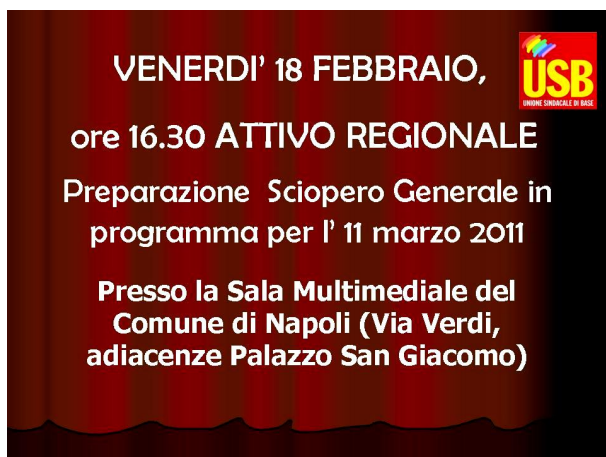 VENERDI' 18 FEBBRAIO,
USB
UNIONE SINDACALE DI BASE
ore 16.30 ATTIVO REGIONALE
Preparazione Sciopero Generale in
programma per l' 11 marzo 2011
Presso la Sala Multimediale del
Comune di Napoli (Via Verdi,
adiacenze Palazzo San Giacomo)